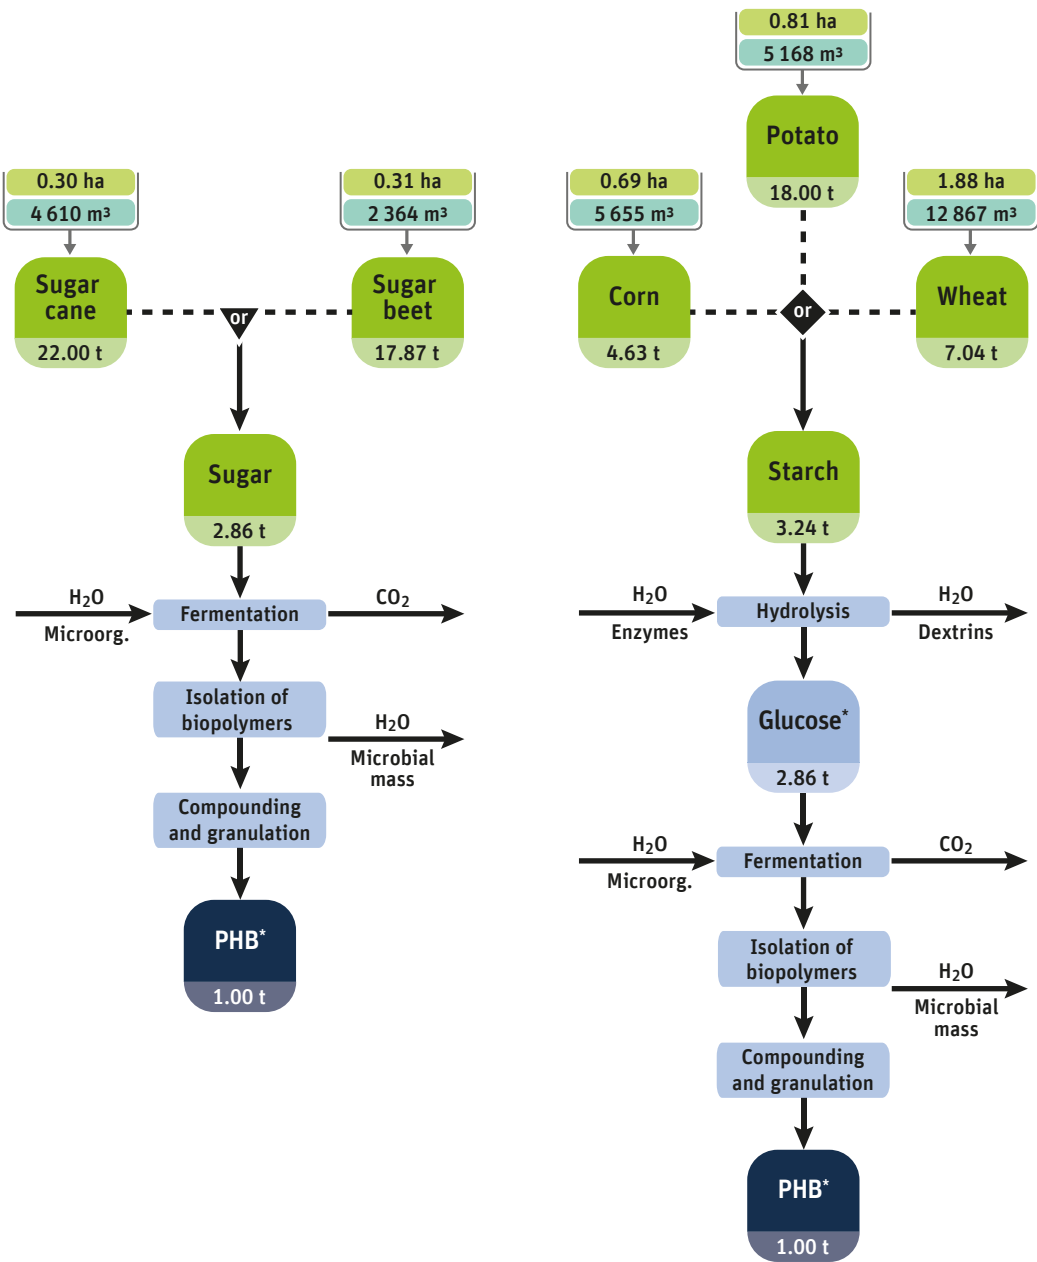 0.30 ha
4 610 m³
Sugar
cane
22.00 t
or
0.31 ha
2 364 m³
Sugar
beet
17.87 t
Sugar
2.86 t
H₂O
Microorg.
Fermentation
CO₂
Isolation of
biopolymers
H₂O
Microbial
mass
Compounding
and granulation
PHB*
1.00 t
0.81 ha
5 168 m³
Potato
18.00 t
0.69 ha
5 655 m³
Corn
4.63 t
or
1.88 ha
12 867 m³
Wheat
7.04 t
Starch
3.24 t
H₂O
Enzymes
Hydrolysis
H₂O
Dextrins
Glucose*
2.86 t
H₂O
Microorg.
Fermentation
CO₂
Isolation of
biopolymers
H₂O
Microbial
mass
Compounding
and granulation
PHB*
1.00 t